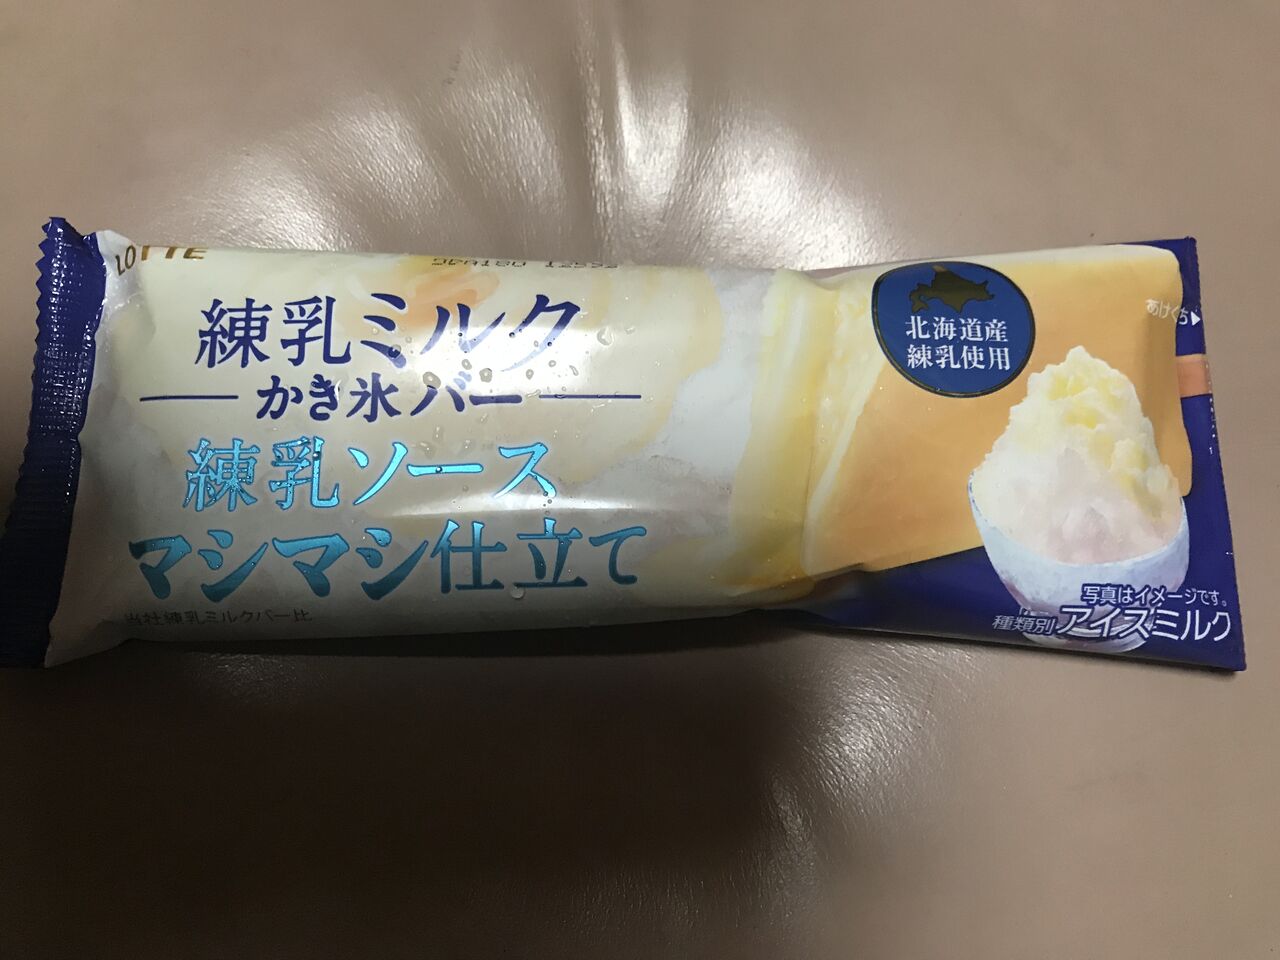 LOTTE
練乳ミルク
かき氷バー
練乳ソース
マシマシ仕立て
当社練乳ミルクバー比
北海道産
練乳使用
あけくち▶
写真はイメージです。
種類別 アイスミルク